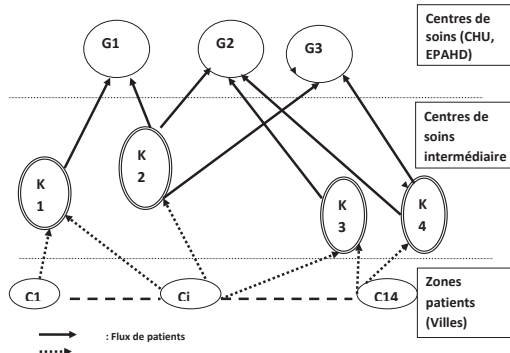 Centres de
soins (CHU,
EPAHD)
G1
G2
G3
Centres de
soins
intermédiaire
K
1
K
2
K
3
K
4
C1
Ci
C14
Zones
patients
(Villes)
: Flux de patients